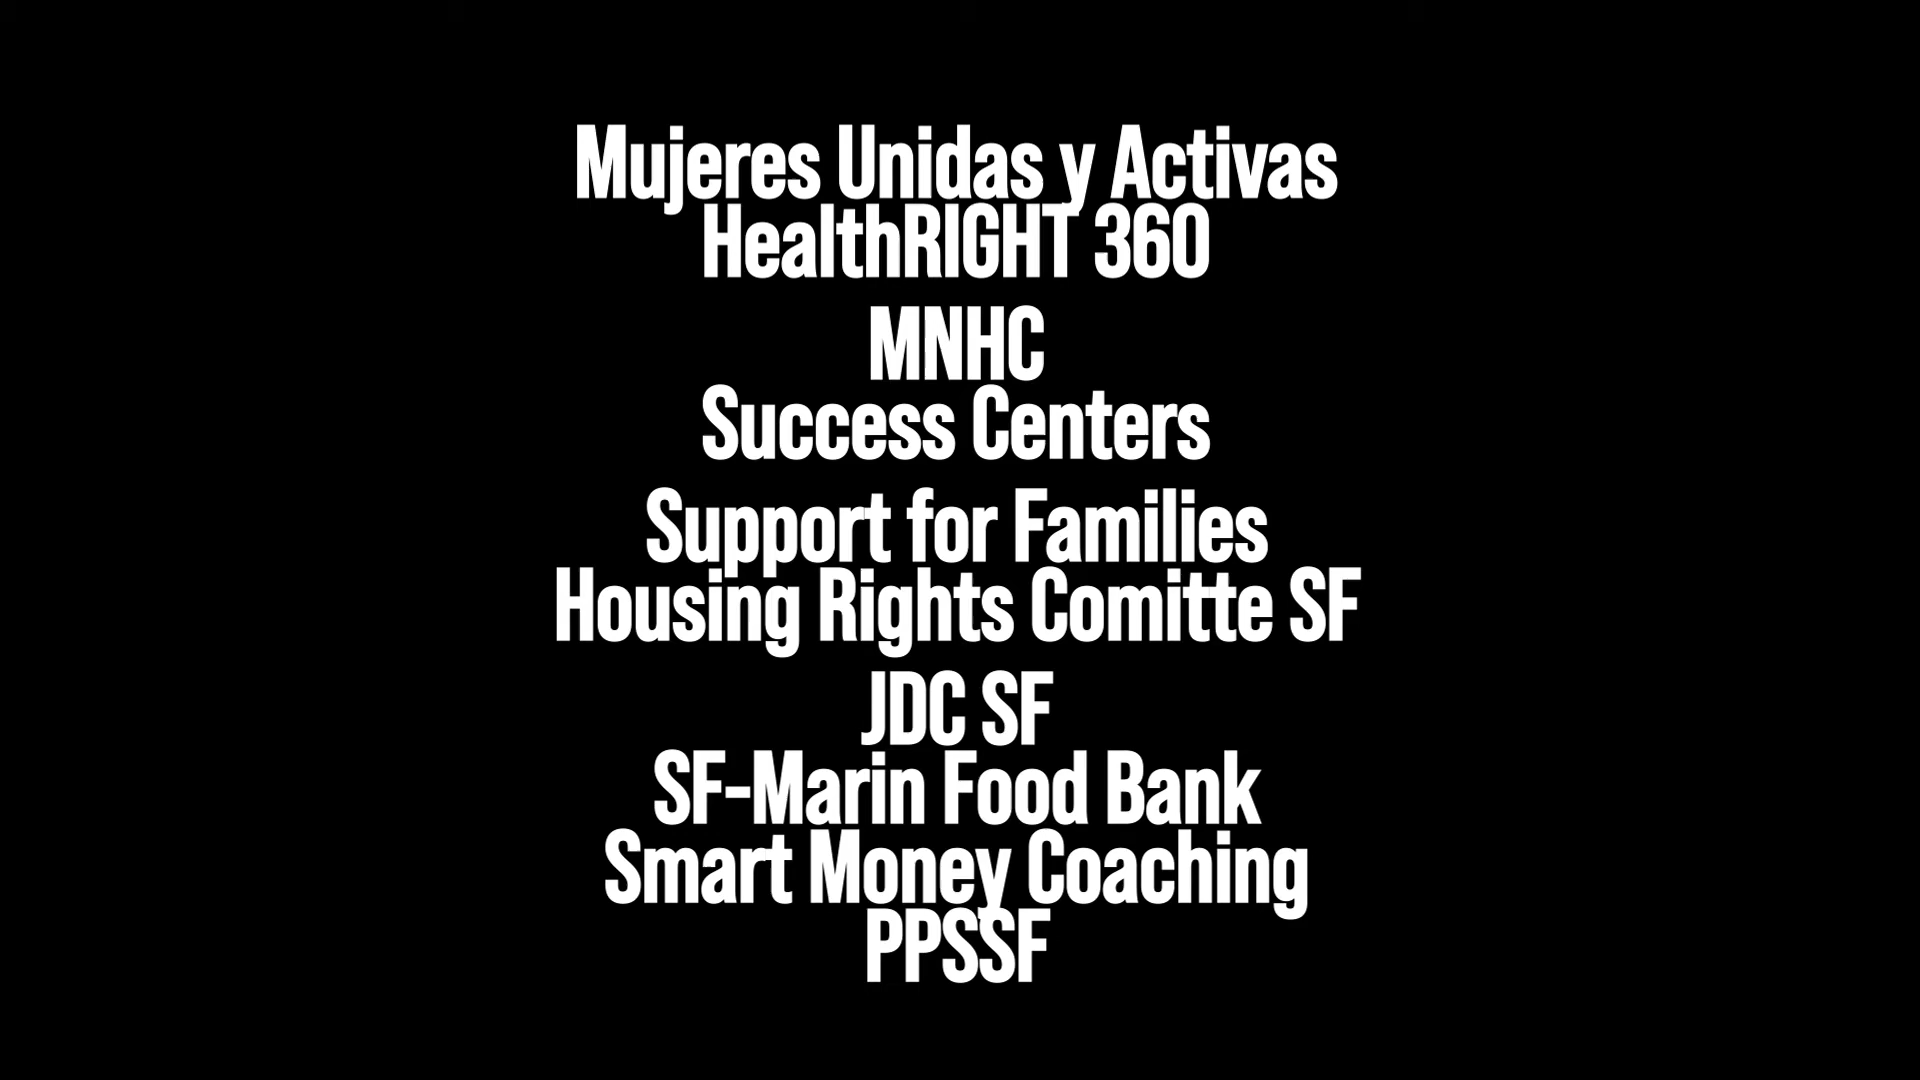 Mujeres Unidas y Activas
HealthRIGHT 360
MNHC
Success Centers
Support for Families
Housing Rights Comitte SF
JDC SF
SF-Marin Food Bank
Smart Money Coaching
PPSSF